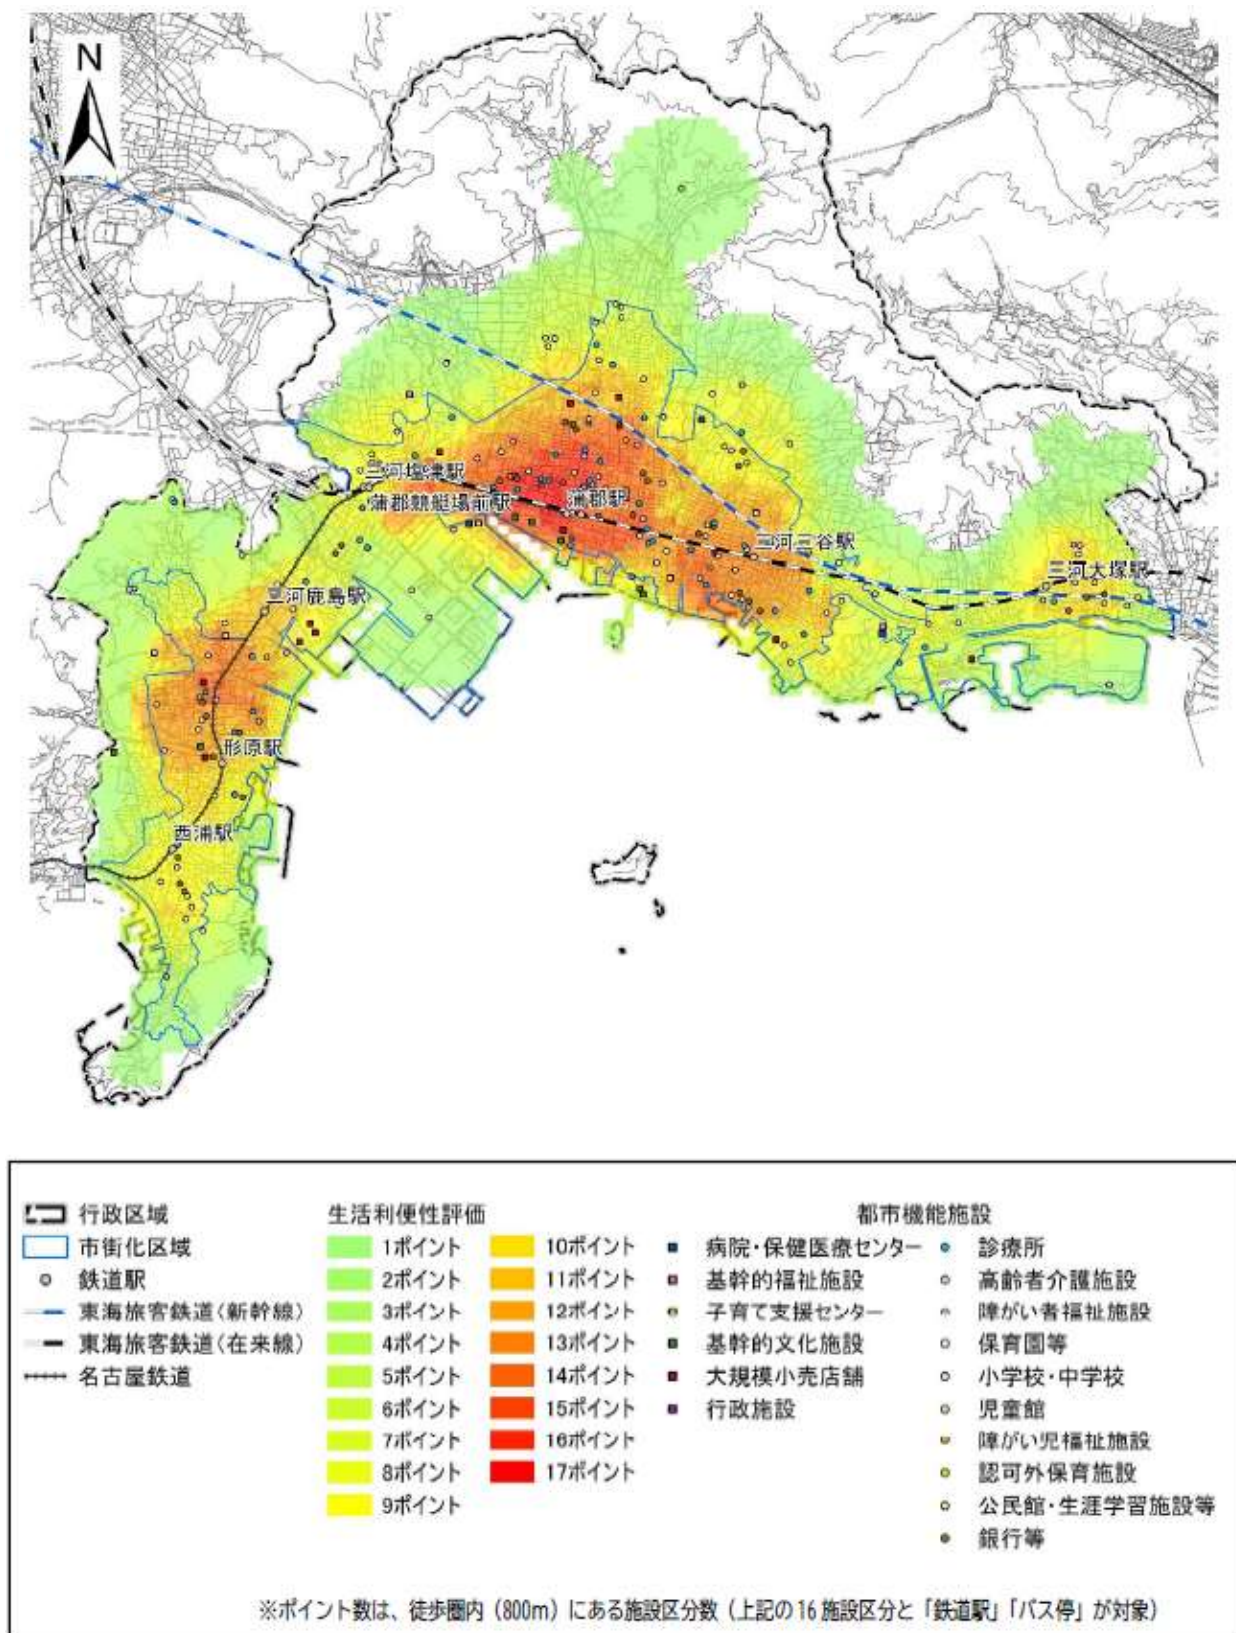 N
三河塩津駅
蒲郡競艇場前駅
蒲郡駅
三河三谷駅
三河大塚駅
三河鹿島駅
形原駅
西浦駅
行政区域
市街化区域
鉄道駅
東海旅客鉄道(新幹線)
東海旅客鉄道(在来線)
名古屋鉄道
生活利便性評価
1ポイント
2ポイント
3ポイント
4ポイント
5ポイント
6ポイント
7ポイント
8ポイント
9ポイント
10ポイント
11ポイント
12ポイント
13ポイント
14ポイント
15ポイント
16ポイント
17ポイント
都市機能施設
病院・保健医療センター
基幹的福祉施設
子育て支援センター
基幹的文化施設
大規模小売店舗
行政施設
診療所
高齢者介護施設
障がい者福祉施設
保育園等
小学校・中学校
児童館
障がい児福祉施設
認可外保育施設
公民館・生涯学習施設等
銀行等
※ポイント数は、徒歩圏内（800m）にある施設区分数（上記の16施設区分と「鉄道駅」「バス停」が対象）